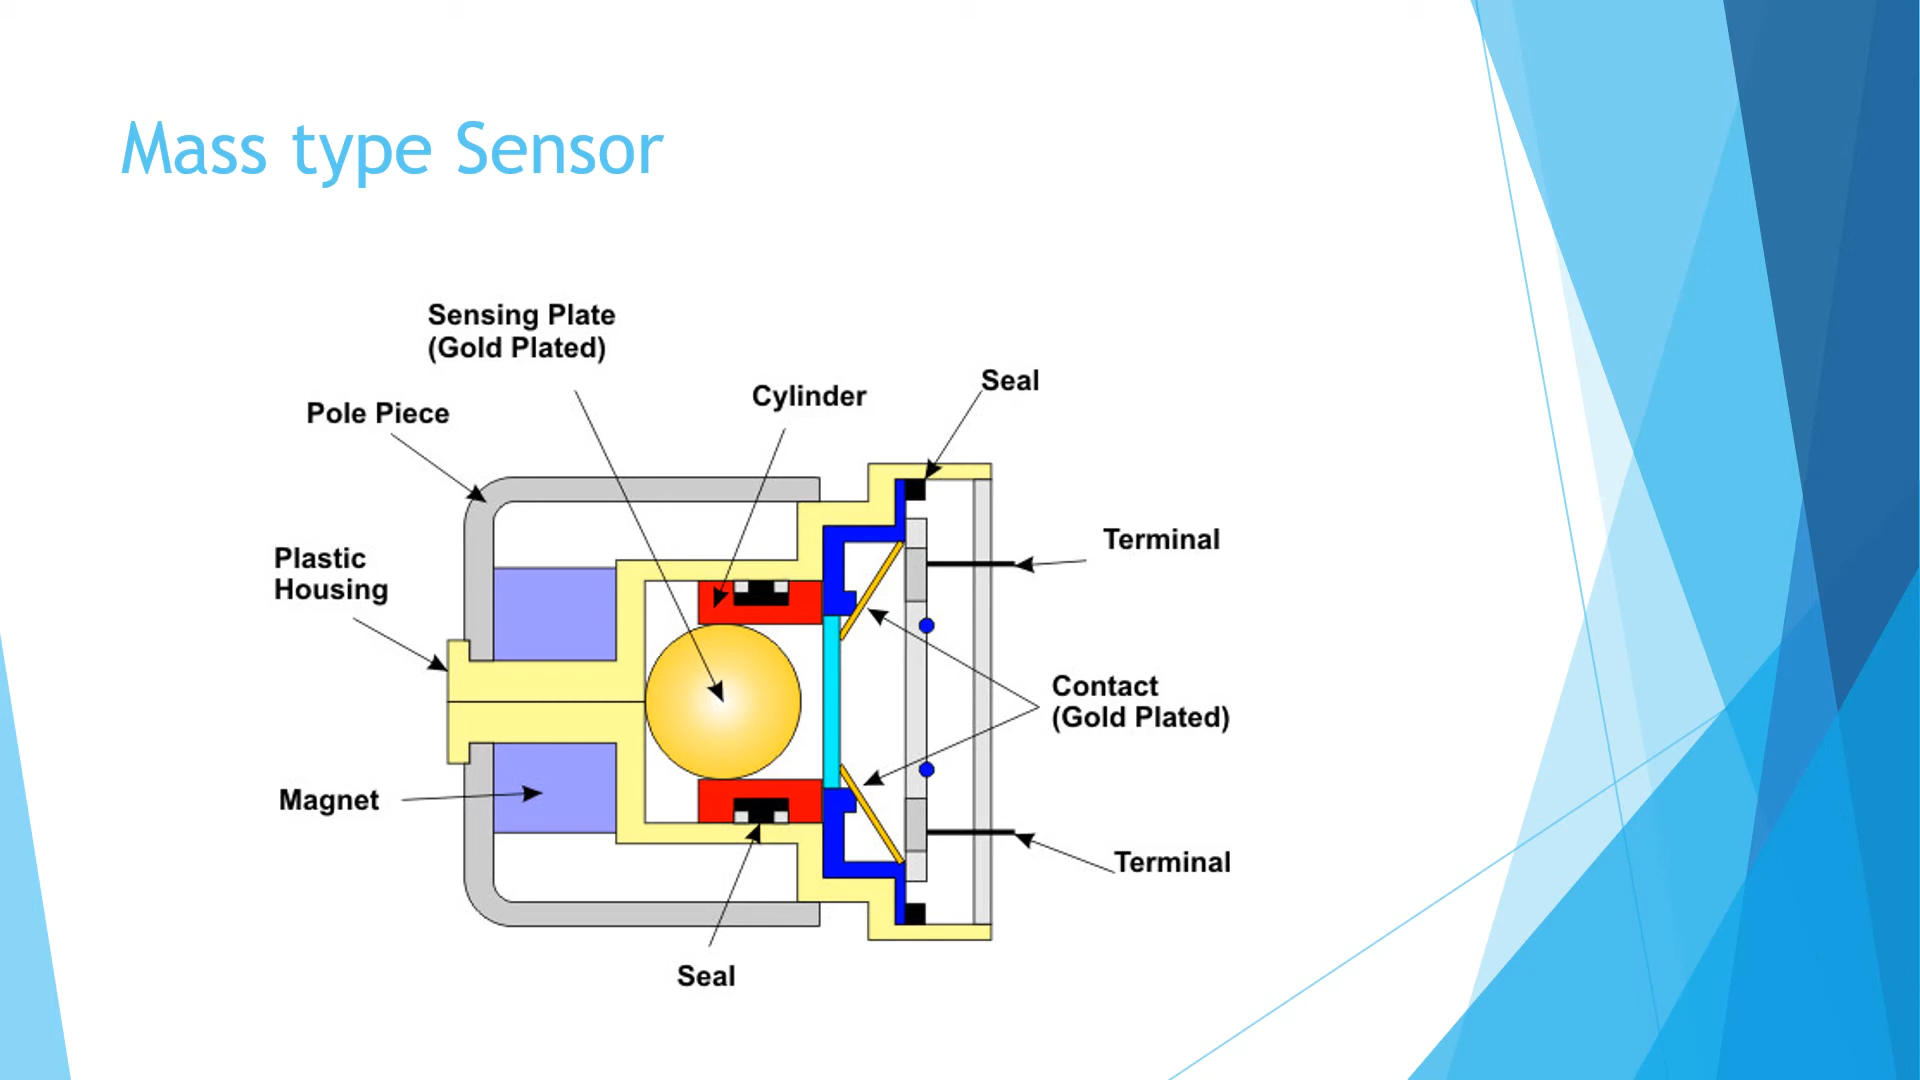 Mass type Sensor
Sensing Plate
(Gold Plated)
Pole Piece
Cylinder
Seal
Plastic
Housing
Terminal
Contact
(Gold Plated)
Magnet
Terminal
Seal